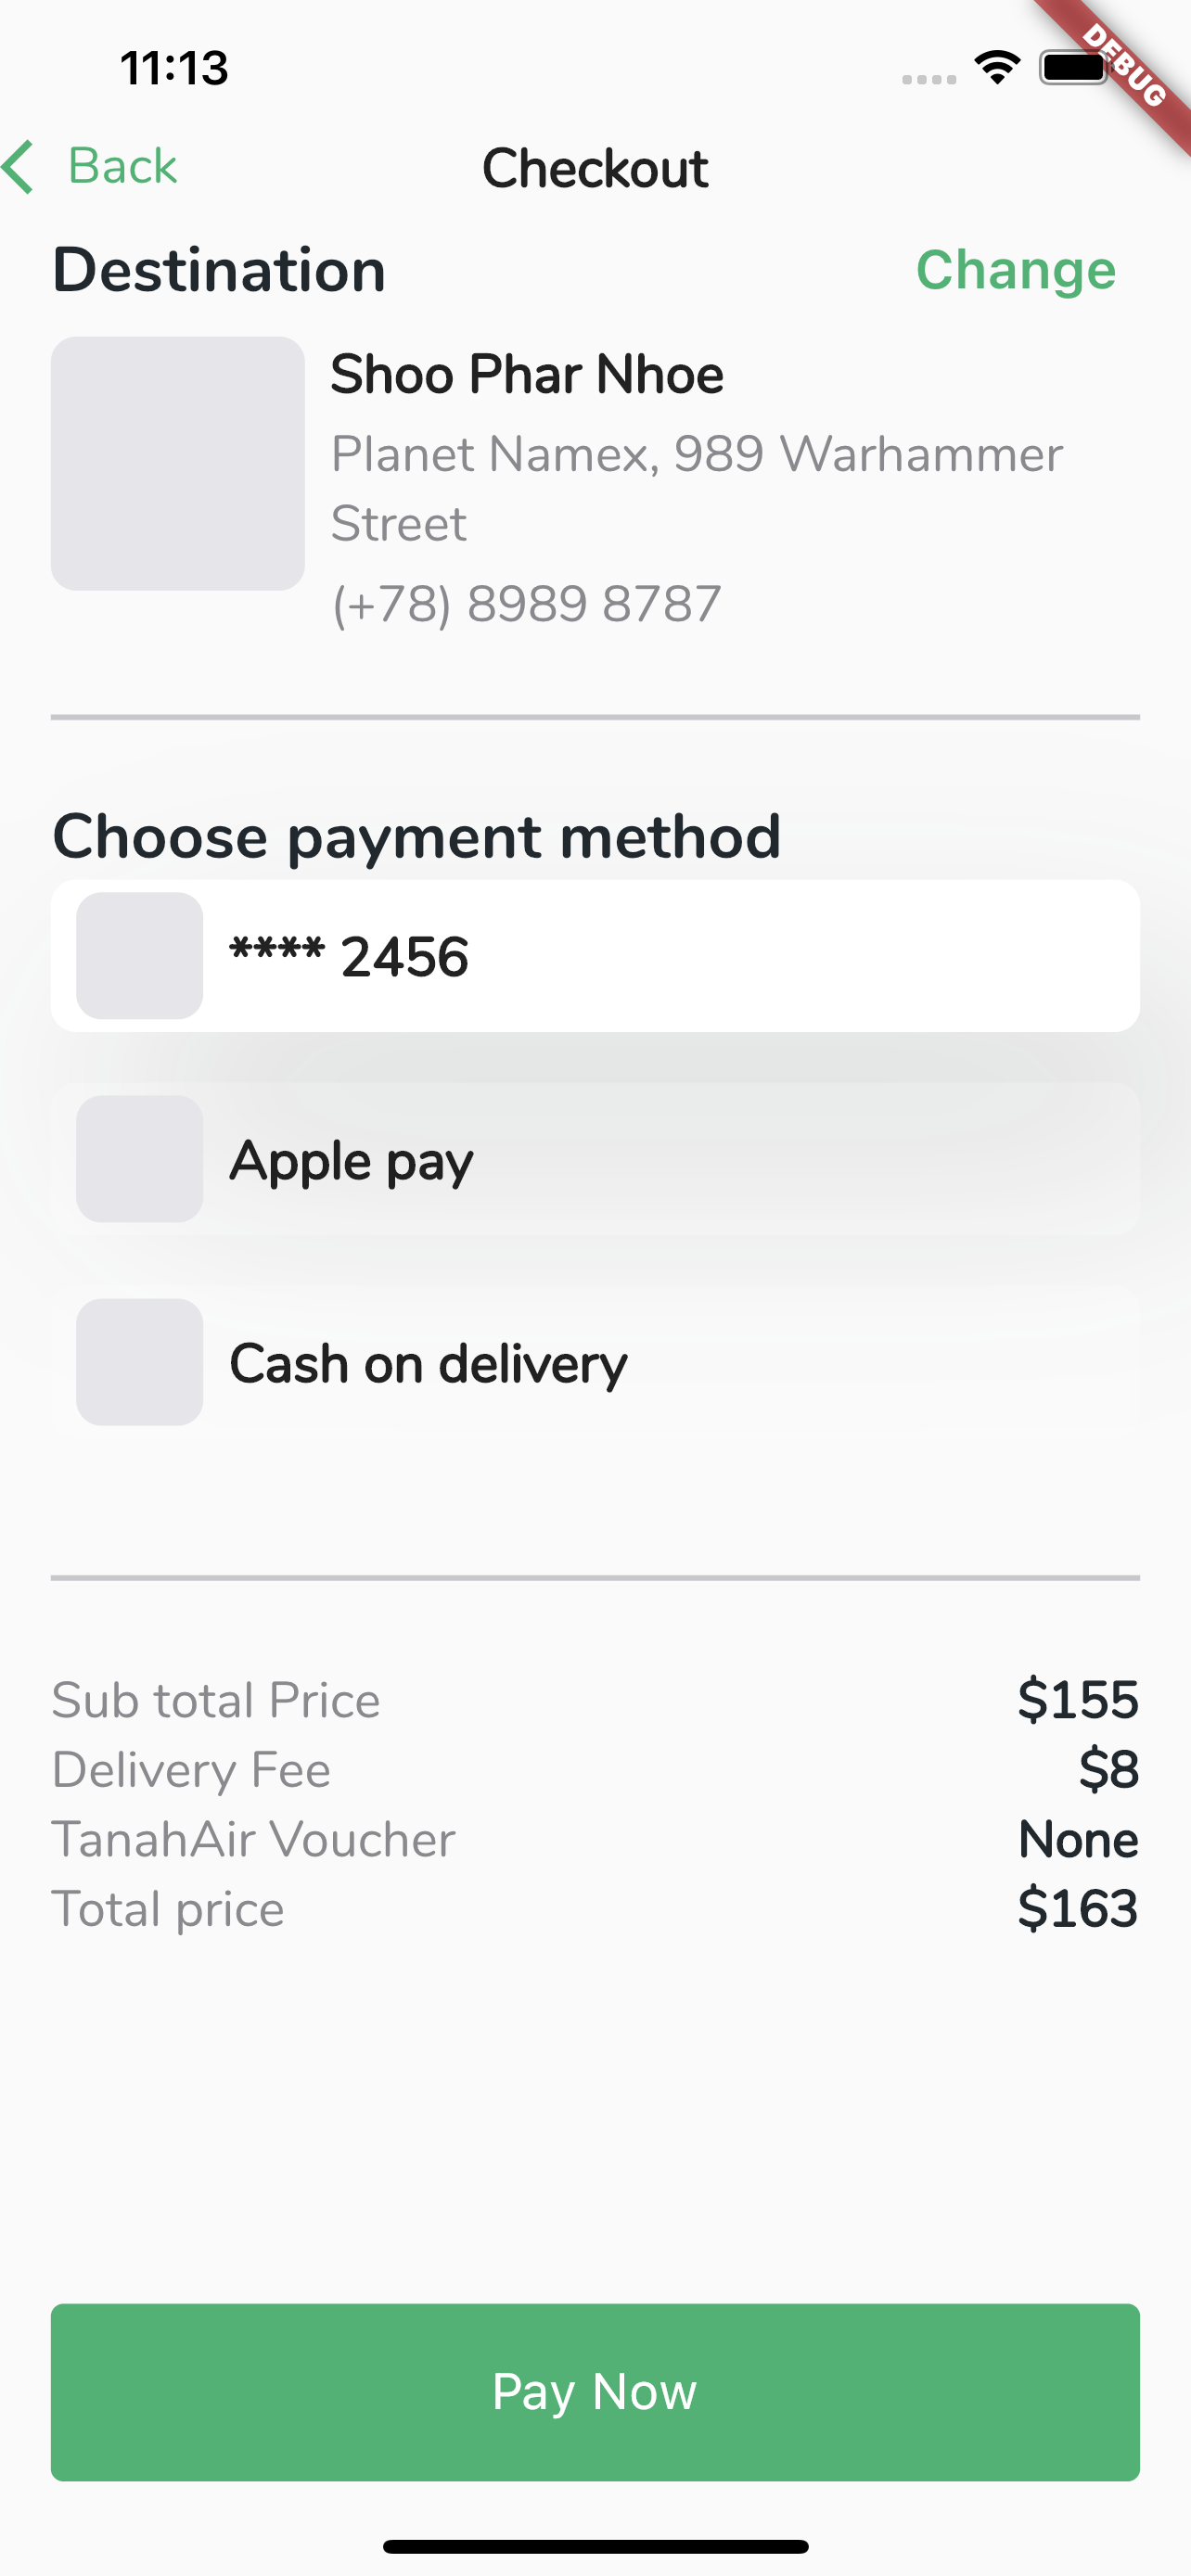 11:13
DEBUG
Back
Checkout
Destination
Change
Shoo Phar Nhoe
Planet Namex, 989 Warhammer
Street
(+78) 8989 8787
Choose payment method
**** 2456
Apple pay
Cash on delivery
Sub total Price $155
Delivery Fee $8
TanahAir Voucher None
Total price $163
Pay Now